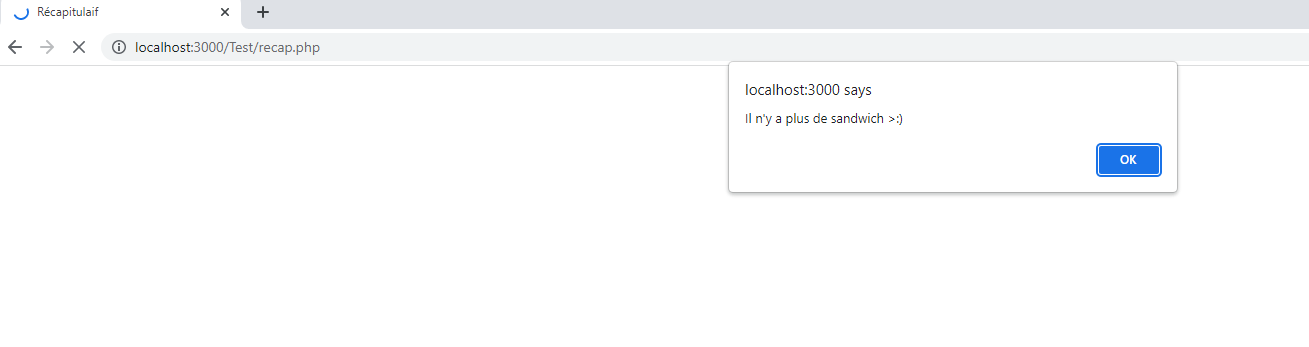 Récapitulaif
localhost:3000/Test/recap.php
localhost:3000 says
Il n'y a plus de sandwich >:)
OK